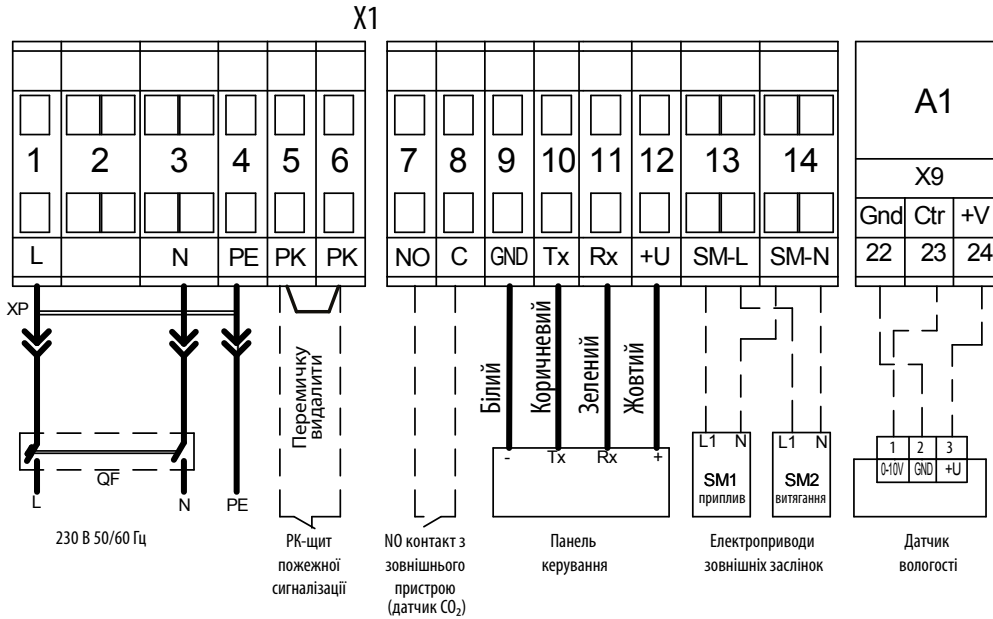 X1
1 2 3 4 5 6 7 8 9 10 11 12 13 14
L N PE PK PK NO C GND Tx Rx +U SM-L SM-N
A1
X9
Gnd Ctr +V
22 23 24
XP
Перемичку
видалити
Білий
Коричневий
Зелений
Жовтий
QF
L N PE
- Tx Rx +
L1 N
SM1
приплив
L1 N
SM2
витягання
1 2 3
0-10V GND +U
230 В 50/60 Гц
РК-щит
пожежної
сигналізації
NO контакт з
зовнішнього
пристрою
(датчик CO₂)
Панель
керування
Електроприводи
зовнішніх заслінок
Датчик
вологості